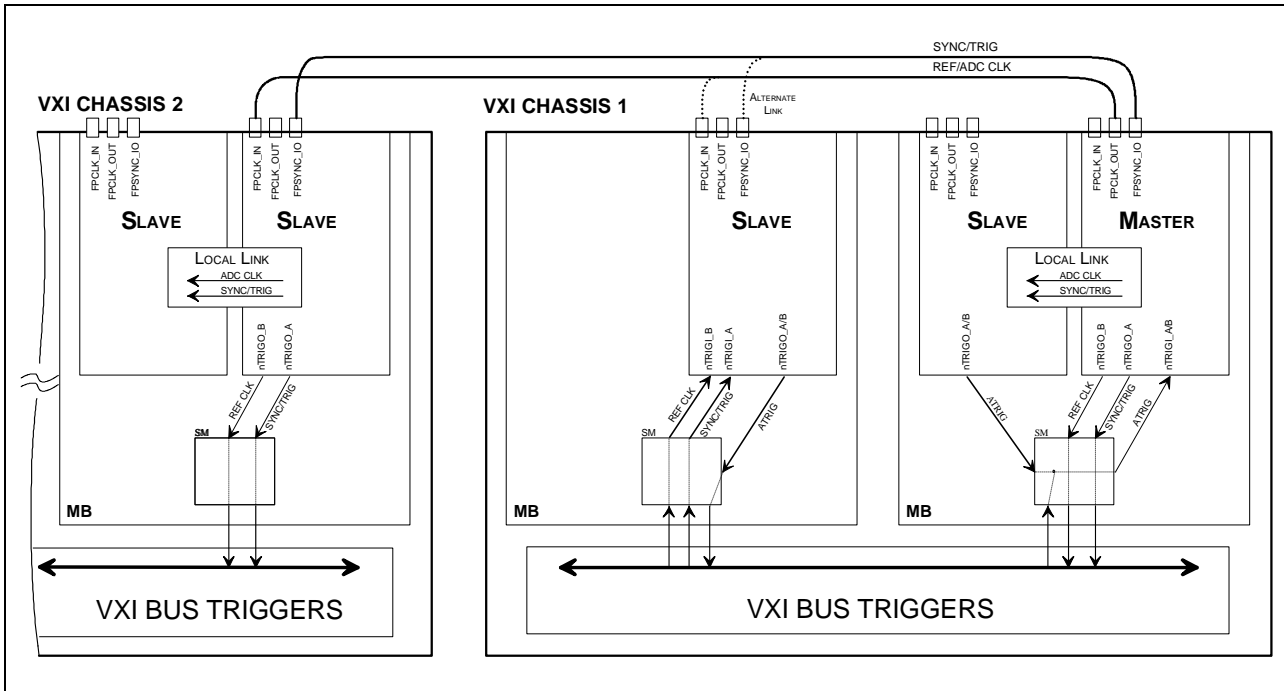 SYNC/TRIG
REF/ADC CLK
VXI CHASSIS 2
VXI CHASSIS 1
ALTERNATE
LINK
FPCLK_IN
FPCLK_OUT
FPSYNC_IO
FPCLK_IN
FPCLK_OUT
FPSYNC_IO
FPCLK_IN
FPCLK_OUT
FPSYNC_IO
FPCLK_IN
FPCLK_OUT
FPSYNC_IO
FPCLK_IN
FPCLK_OUT
FPSYNC_IO
SLAVE
SLAVE
SLAVE
SLAVE
MASTER
LOCAL LINK
ADC CLK
SYNC/TRIG
LOCAL LINK
ADC CLK
SYNC/TRIG
nTRIGO_B
nTRIGO_A
nTRIGI_B
nTRIGI_A
nTRIGO_A/B
nTRIGO_A/B
nTRIGO_B
nTRIGO_A
nTRIGI_A/B
REF CLK
SYNC/TRIG
REF CLK
SYNC/TRIG
ATRIG
ATRIG
REF CLK
SYNC/TRIG
ATRIG
SM
SM
SM
MB
MB
MB
VXI BUS TRIGGERS
VXI BUS TRIGGERS